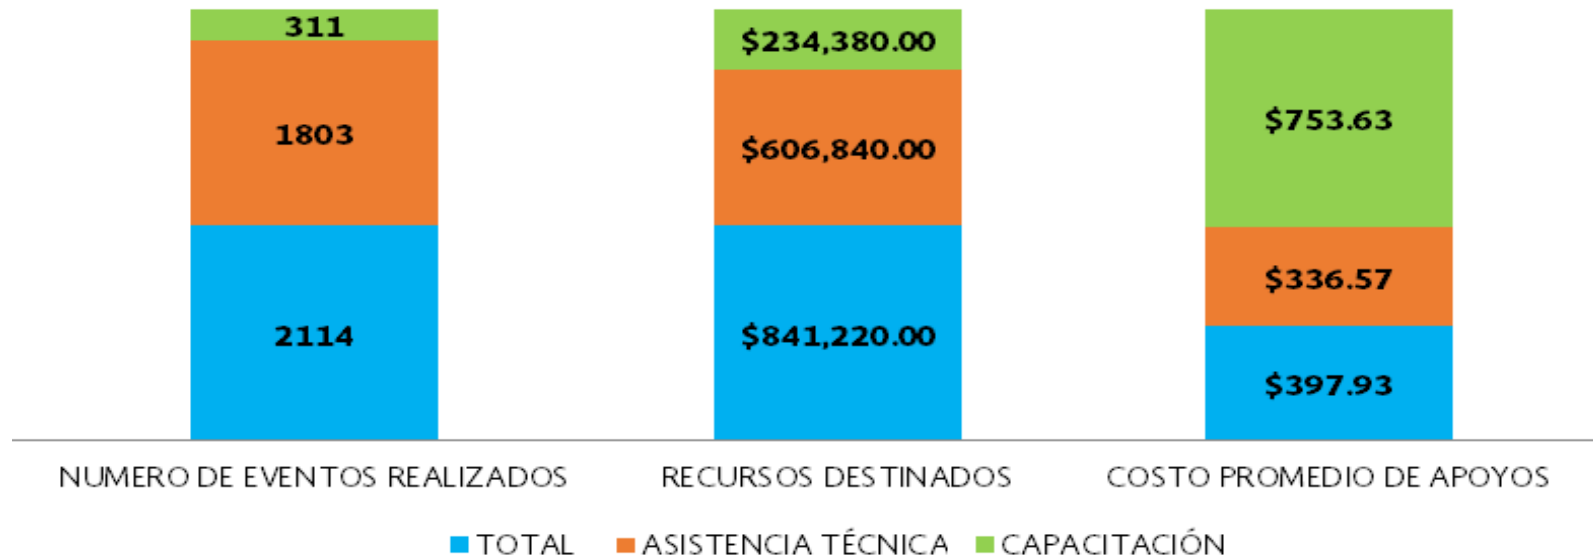 311
1803
2114
$234,380.00
$606,840.00
$841,220.00
$753.63
$336.57
$397.93
NUMERO DE EVENTOS REALIZADOS
RECURSOS DESTINADOS
COSTO PROMEDIO DE APOYOS
TOTAL
ASISTENCIA TÉCNICA
CAPACITACIÓN